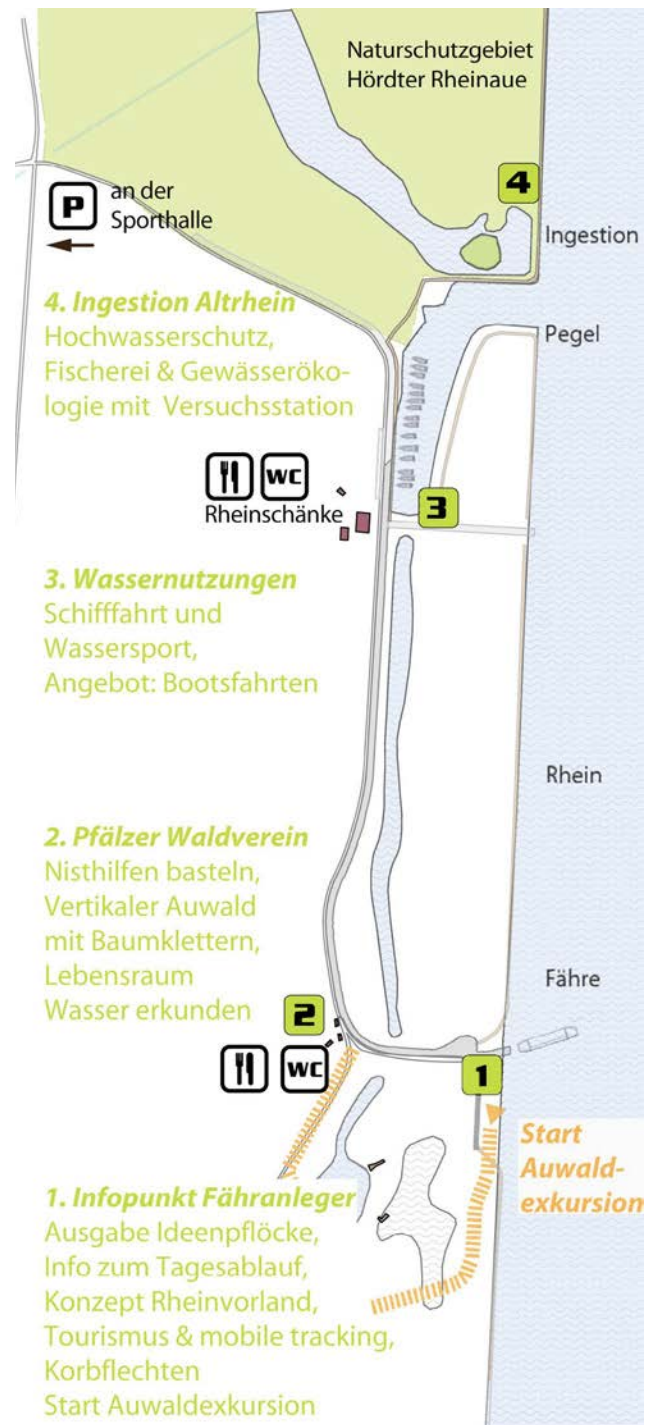 Naturschutzgebiet
Hördter Rheinaue
4
P
an der
Sporthalle
Ingestion
4. Ingestion Altrhein
Hochwasserschutz,
Fischerei & Gewässeröko-
logie mit Versuchsstation
Pegel
WC
Rheinschänke
3
3. Wassernutzungen
Schifffahrt und
Wassersport,
Angebot: Bootsfahrten
Rhein
2. Pfälzer Waldverein
Nisthilfen basteln,
Vertikaler Auwald
mit Baumklettern,
Lebensraum
Wasser erkunden
Fähre
2
WC
1
Start
Auwald-
exkursion
1. Infopunkt Fähranleger
Ausgabe Ideenpflöcke,
Info zum Tagesablauf,
Konzept Rheinvorland,
Tourismus & mobile tracking,
Korbflechten
Start Auwaldexkursion